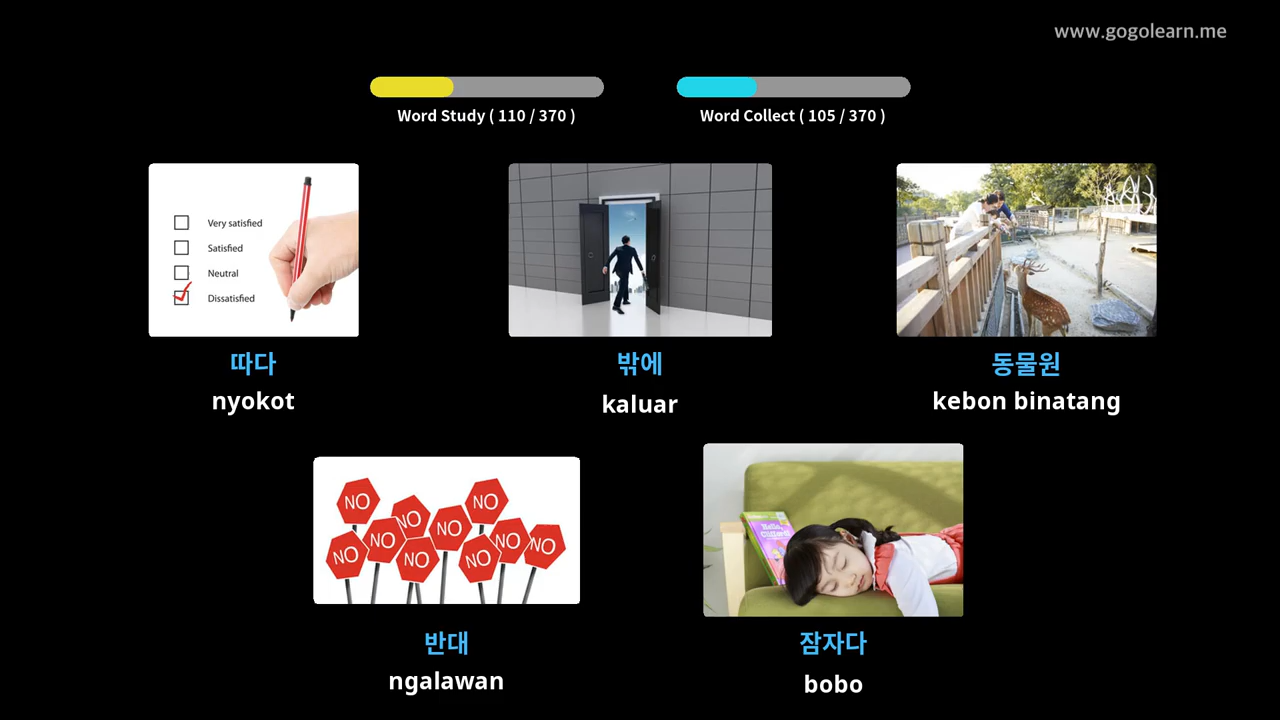 www.gogolearn.me
Word Study ( 110 / 370 )
Word Collect ( 105 / 370 )
Very satisfied
Satisfied
Neutral
Dissatisfied
따다
nyokot
밖에
kaluar
동물원
kebon binatang
NO
NO
NO
NO
NO
NO
NO
NO
NO
NO
반대
ngalawan
Hello,
잠자다
bobo